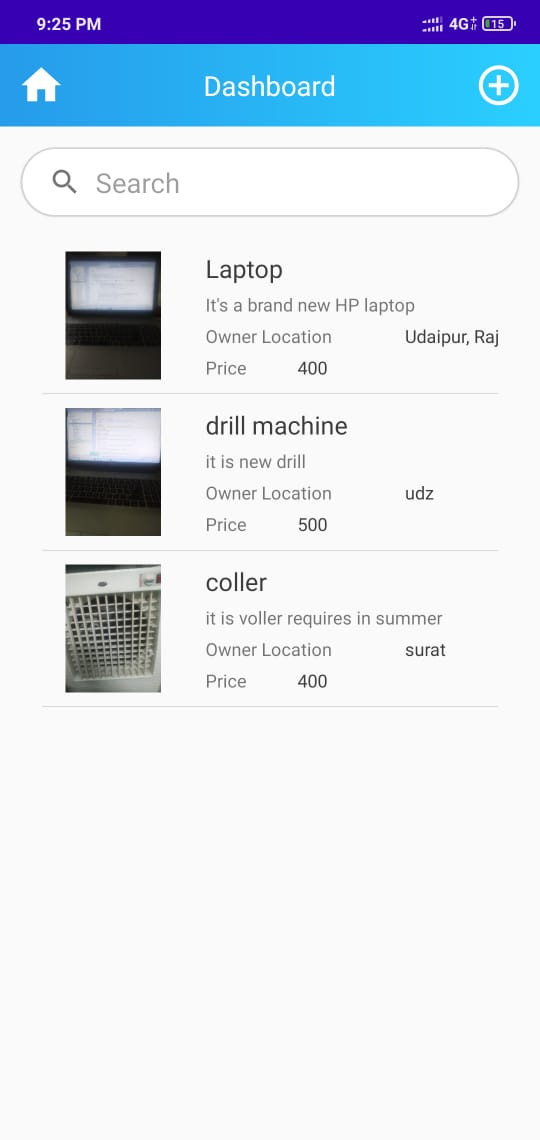 9:25 PM 4G 15
Dashboard
Search
Laptop
It's a brand new HP laptop
Owner Location Udaipur, Raj
Price 400
drill machine
it is new drill
Owner Location udz
Price 500
coller
it is voller requires in summer
Owner Location surat
Price 400